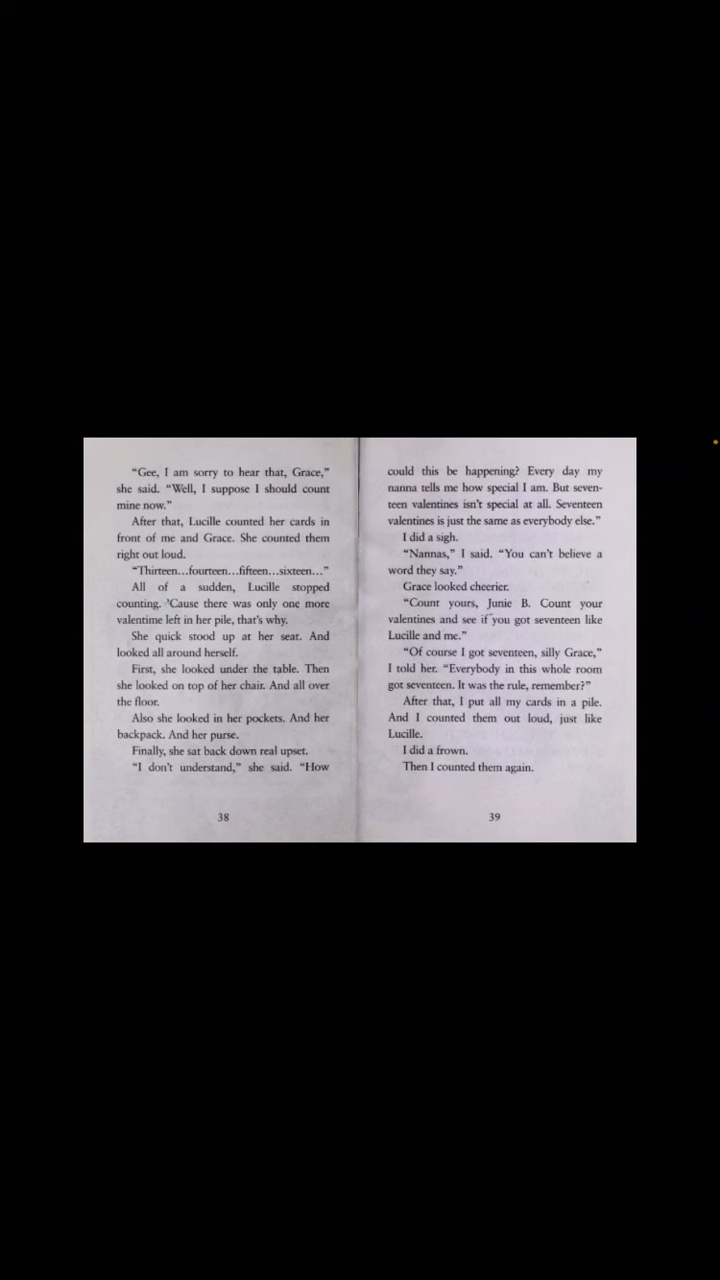 “Gee, I am sorry to hear that, Grace,”
she said. “Well, I suppose I should count
mine now.”
After that, Lucille counted her cards in
front of me and Grace. She counted them
right out loud.
“Thirteen...fourteen...fifteen...sixteen...”
All of a sudden, Lucille stopped
counting. ’Cause there was only one more
valentime left in her pile, that’s why.
She quick stood up at her seat. And
looked all around herself.
First, she looked under the table. Then
she looked on top of her chair. And all over
the floor.
Also she looked in her pockets. And her
backpack. And her purse.
Finally, she sat back down real upset.
“I don’t understand,” she said. “How
38
could this be happening? Every day my
nanna tells me how special I am. But seven-
teen valentines isn’t special at all. Seventeen
valentines is just the same as everybody else.”
I did a sigh.
“Nannas,” I said. “You can’t believe a
word they say.”
Grace looked cheerier.
“Count yours, Junie B. Count your
valentines and see if you got seventeen like
Lucille and me.”
“Of course I got seventeen, silly Grace,”
I told her. “Everybody in this whole room
got seventeen. It was the rule, remember?”
After that, I put all my cards in a pile.
And I counted them out loud, just like
Lucille.
I did a frown.
Then I counted them again.
39